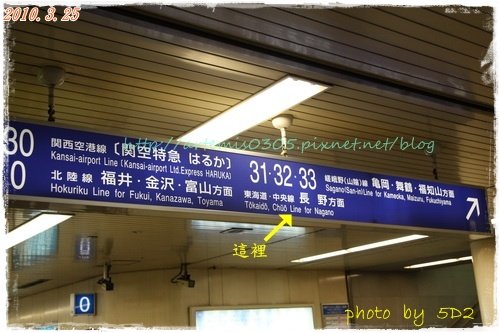 2010.3.25
30
関西空港線〔関空特急 はるか〕
Kansai-airport Line (Kansai-airport Ltd.Express HARUKA)
0
北陸線 福井・金沢・富山方面
Hokuriku Line for Fukui, Kanazawa, Toyama
31・32・33
嵯峨野(山陰)線 亀岡・舞鶴・福知山方面
Sagano(San-in)Line for Kameoka, Maizuru, Fukuchiyama
東海道・中央線 長野方面
Tōkaidō, Chūō Line for Nagano
http://artemis0305.pixnet.net/blog
這裡
0
photo by 5D2